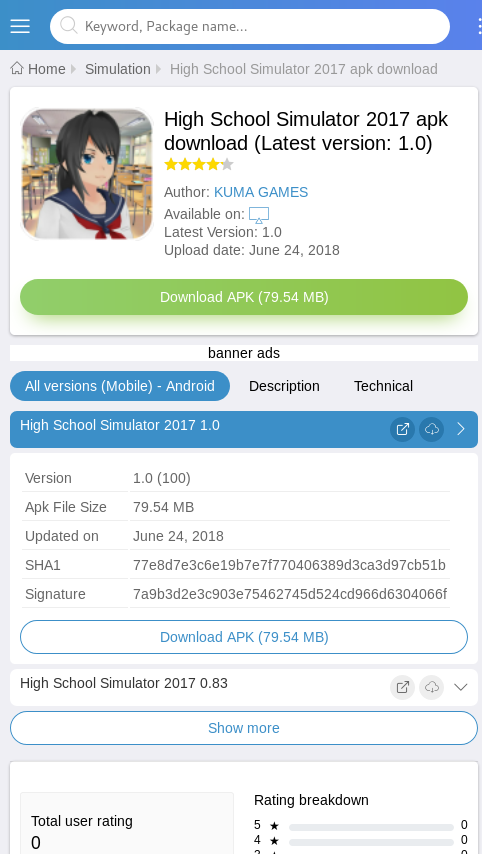 Keyword, Package name...
Home Simulation High School Simulator 2017 apk download
High School Simulator 2017 apk
download (Latest version: 1.0)
Author: KUMA GAMES
Available on:
Latest Version: 1.0
Upload date: June 24, 2018
Download APK (79.54 MB)
banner ads
All versions (Mobile) - Android Description Technical
High School Simulator 2017 1.0
Version 1.0 (100)
Apk File Size 79.54 MB
Updated on June 24, 2018
SHA1 77e8d7e3c6e19b7e7f770406389d3ca3d97cb51b
Signature 7a9b3d2e3c903e75462745d524cd966d6304066f
Download APK (79.54 MB)
High School Simulator 2017 0.83
Show more
Rating breakdown
Total user rating
0
5 ★ 0
4 ★ 0